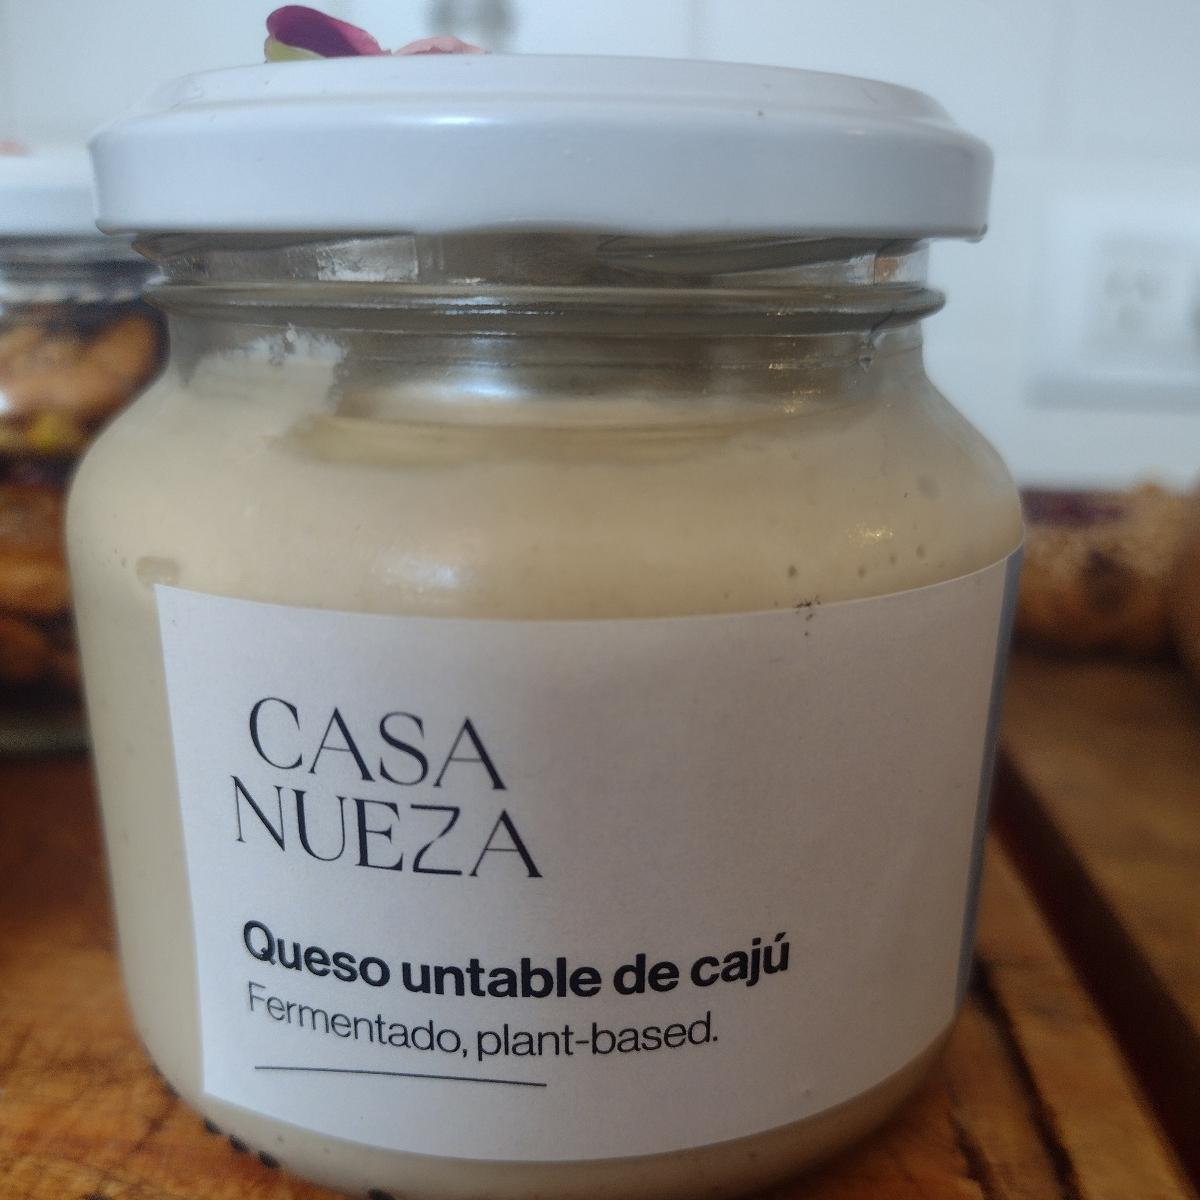 CASA
NUEZA
Queso untable de cajú
Fermentado, plant-based.